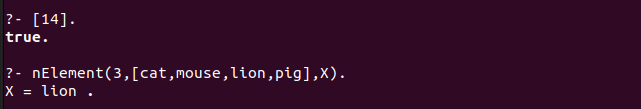 ?- [14].
true.
?- nElement(3,[cat,mouse,lion,pig],X).
X = lion .